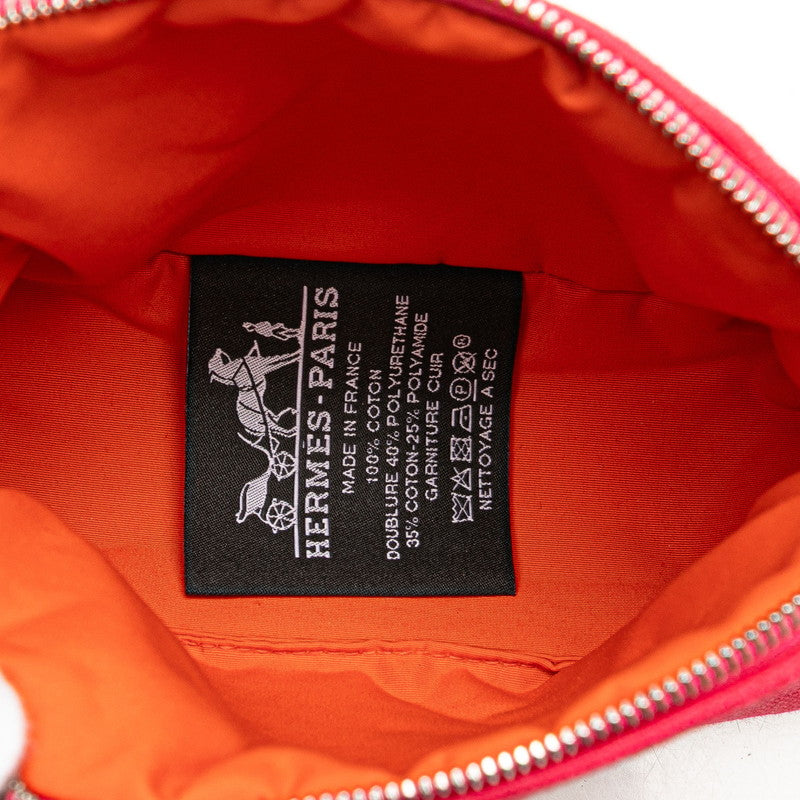 HERMÈS-PARIS
MADE IN FRANCE
100% COTON
DOUBLURE 40% POLYURETHANE
35% COTON-25% POLYAMIDE
GARNITURE CUIR
NETTOYAGE A SEC